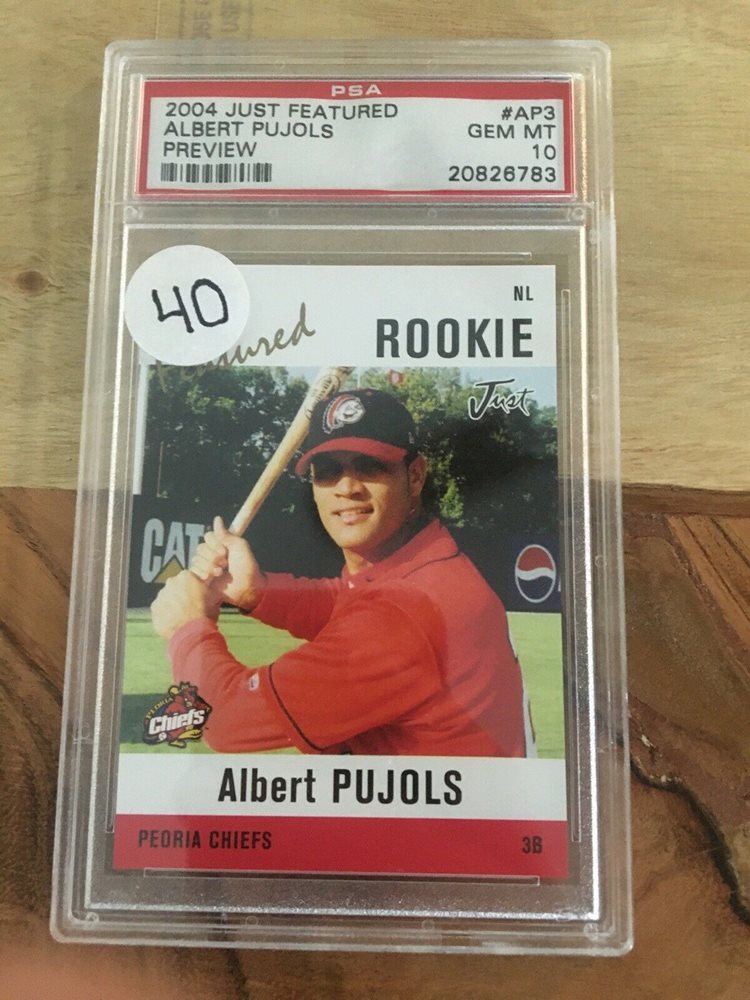 PSA
2004 JUST FEATURED #AP3
ALBERT PUJOLS GEM MT
PREVIEW 10
20826783
40
NL
Featured
ROOKIE
Just
CAT
PEORIA
Chiefs
Albert PUJOLS
PEORIA CHIEFS 3B